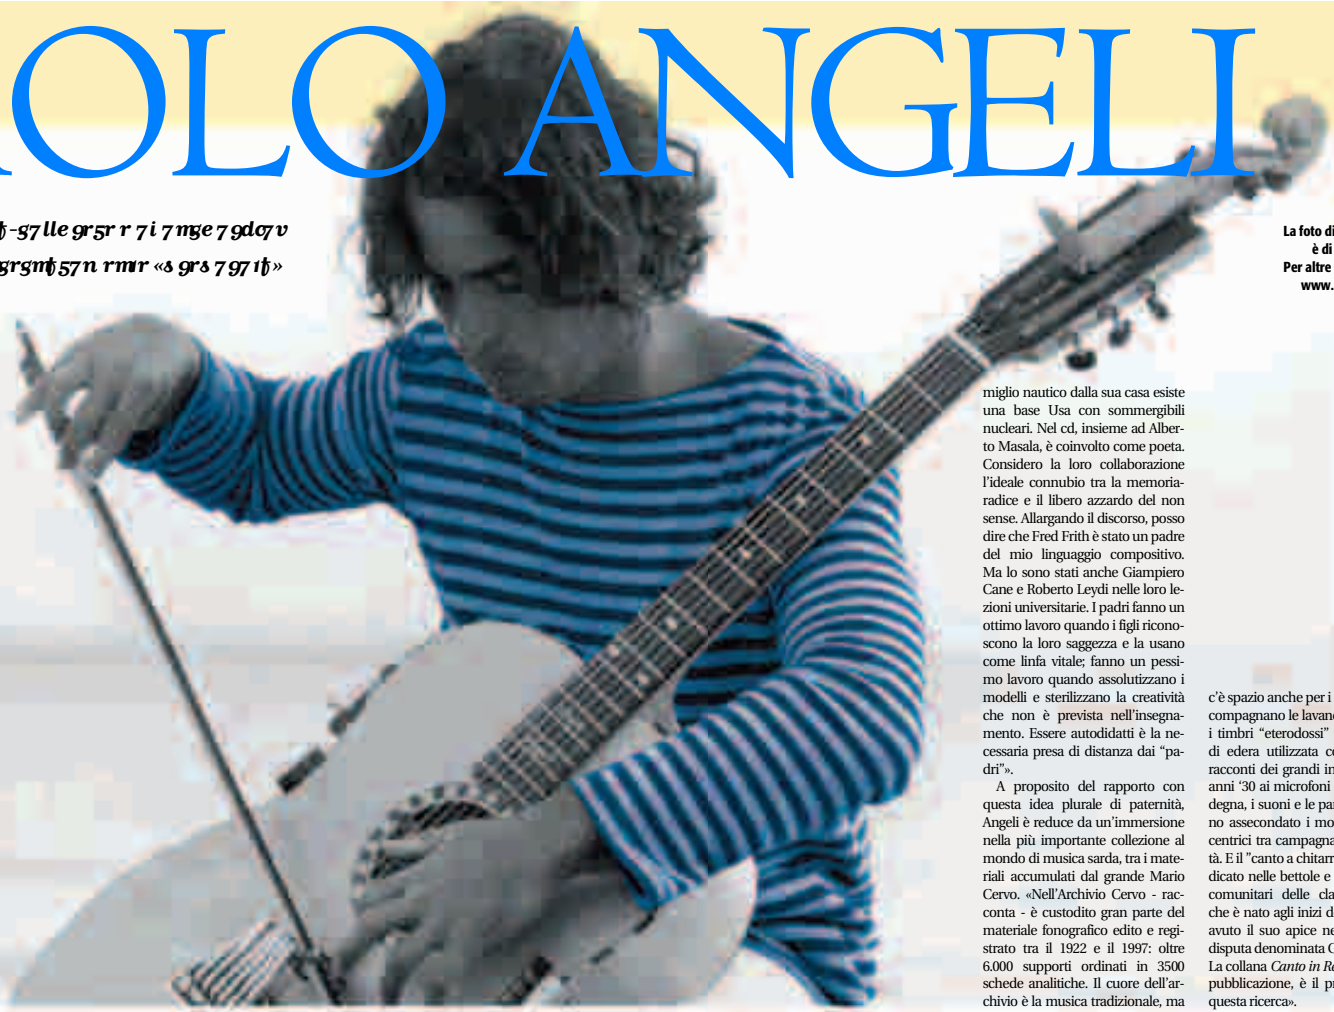 OLO ANGELI
La foto di
è di
Per altre
www.
miglio nautico dalla sua casa esiste
una base Usa con sommergibili
nucleari. Nel cd, insieme ad Alber-
to Masala, è coinvolto come poeta.
Considero la loro collaborazione
l'ideale connubio tra la memoria-
radice e il libero azzardo del non
sense. Allargando il discorso, posso
dire che Fred Frith è stato un padre
del mio linguaggio compositivo.
Ma lo sono stati anche Giampiero
Cane e Roberto Leydi nelle loro le-
zioni universitarie. I padri fanno un
ottimo lavoro quando i figli ricono-
scono la loro saggezza e la usano
come linfa vitale; fanno un pessi-
mo lavoro quando assolutizzano i
modelli e sterilizzano la creatività
che non è prevista nell'insegna-
mento. Essere autodidatti è la ne-
cessaria presa di distanza dai “pa-
dri”».
A proposito del rapporto con
questa idea plurale di paternità,
Angeli è reduce da un'immersione
nella più importante collezione al
mondo di musica sarda, tra i mate-
riali accumulati dal grande Mario
Cervo. «Nell'Archivio Cervo - rac-
conta - è custodito gran parte del
materiale fonografico edito e regi-
strato tra il 1922 e il 1997: oltre
6.000 supporti ordinati in 3500
schede analitiche. Il cuore dell'ar-
chivio è la musica tradizionale, ma
c'è spazio anche per i
compagnano le lavan
i timbri “eterodossi”
di edera utilizzata c
racconti dei grandi in
anni ‘30 ai microfoni
degna, i suoni e le pa
no assecondato i mo
centrici tra campagna
tà. E il ”canto a chitarr
dicato nelle bettole e
comunitari delle cla
che è nato agli inizi d
avuto il suo apice ne
disputa denominata
La collana Canto in R
pubblicazione, è il p
questa ricerca».